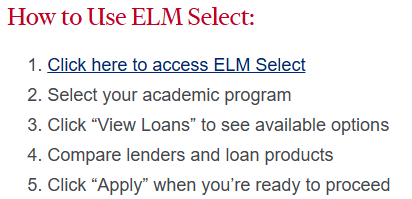 How to Use ELM Select:
1. Click here to access ELM Select
2. Select your academic program
3. Click “View Loans” to see available options
4. Compare lenders and loan products
5. Click “Apply” when you’re ready to proceed